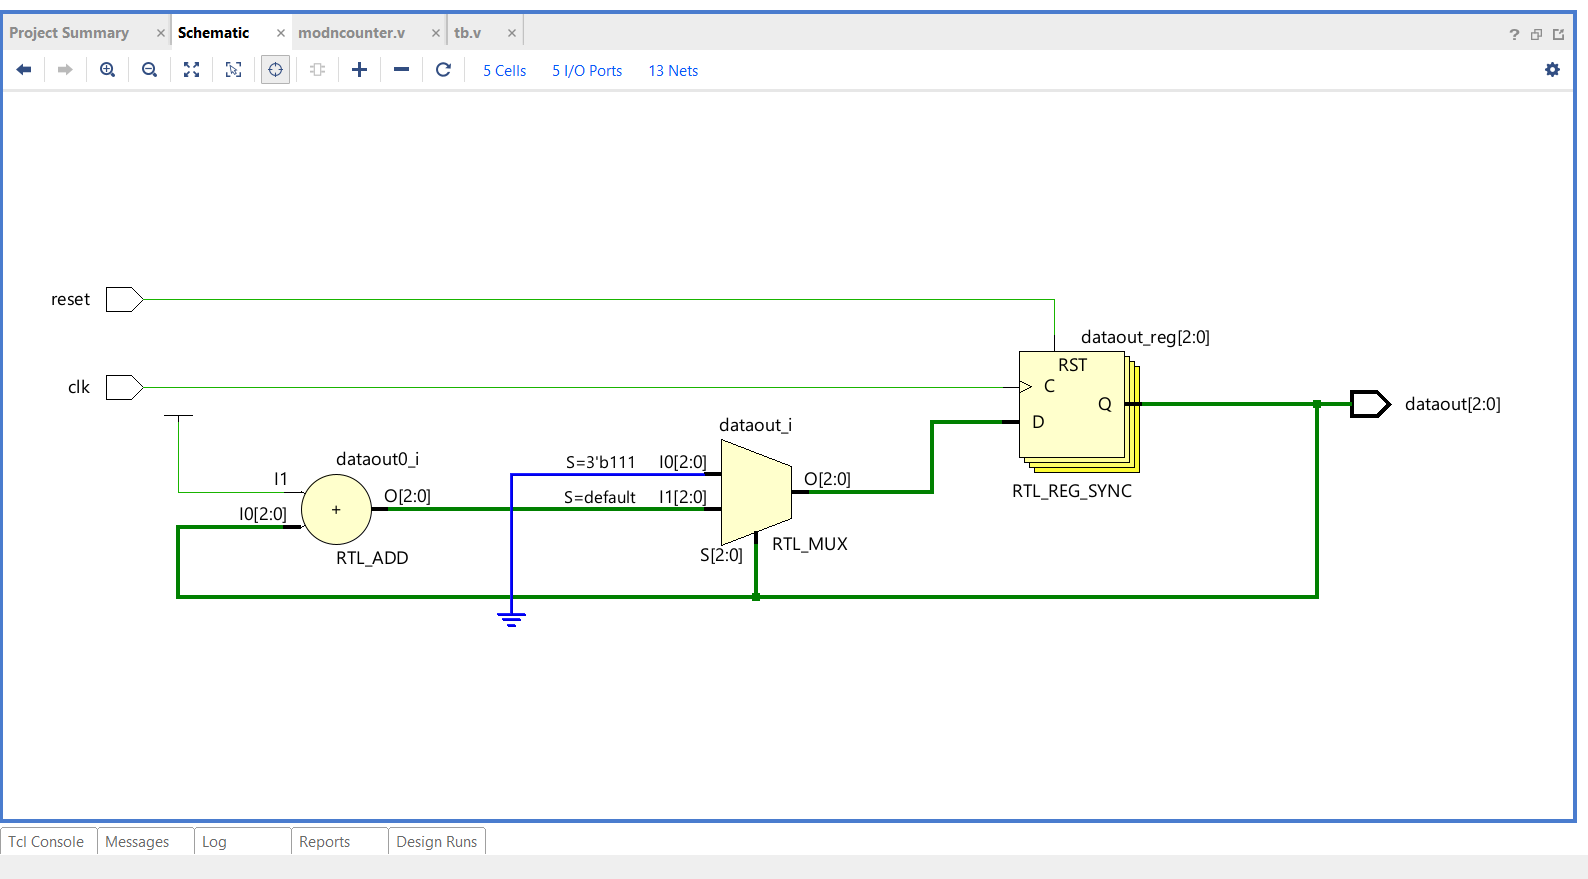 Project Summary × Schematic × modncounter.v × tb.v × ?
5 Cells 5 I/O Ports 13 Nets
reset
dataout_reg[2:0]
RST
clk
C
Q
dataout[2:0]
D
dataout_i
S=3'b111 I0[2:0]
dataout0_i
I1
O[2:0]
S=default I1[2:0]
O[2:0]
RTL_REG_SYNC
I0[2:0]
+
RTL_ADD
S[2:0]
RTL_MUX
Tcl Console Messages Log Reports Design Runs